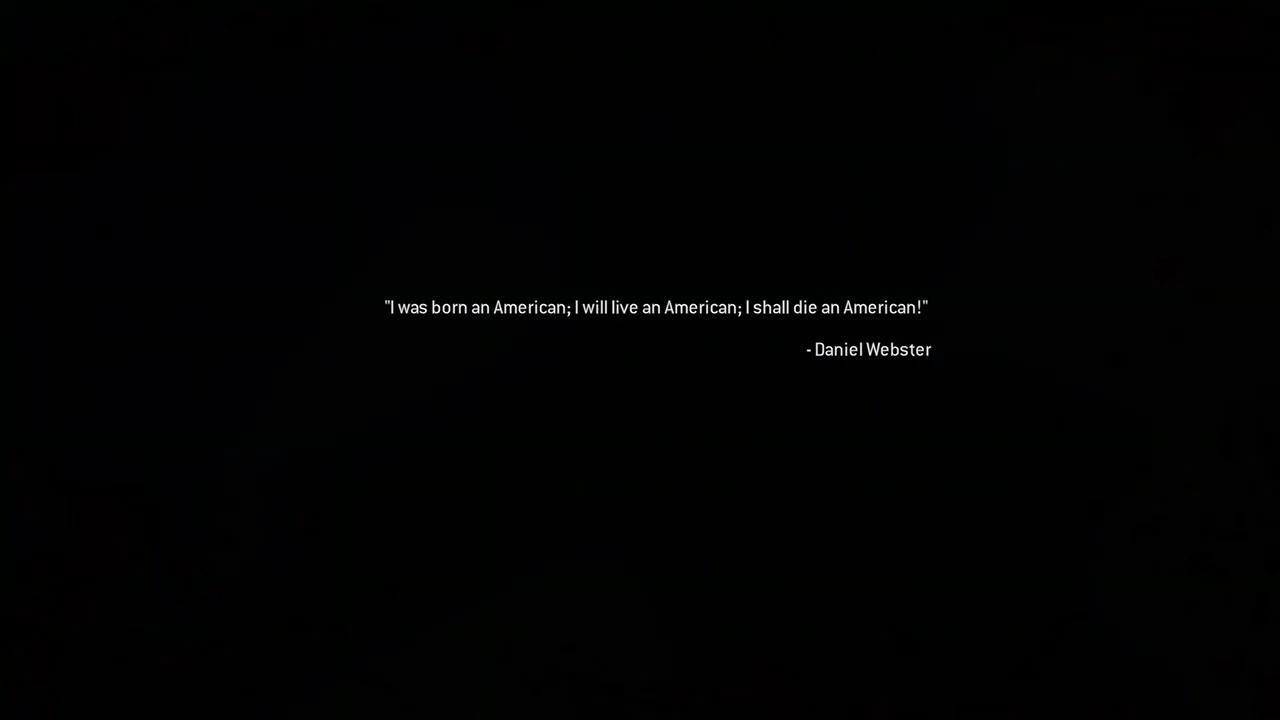 "I was born an American; I will live an American; I shall die an American!"
- Daniel Webster